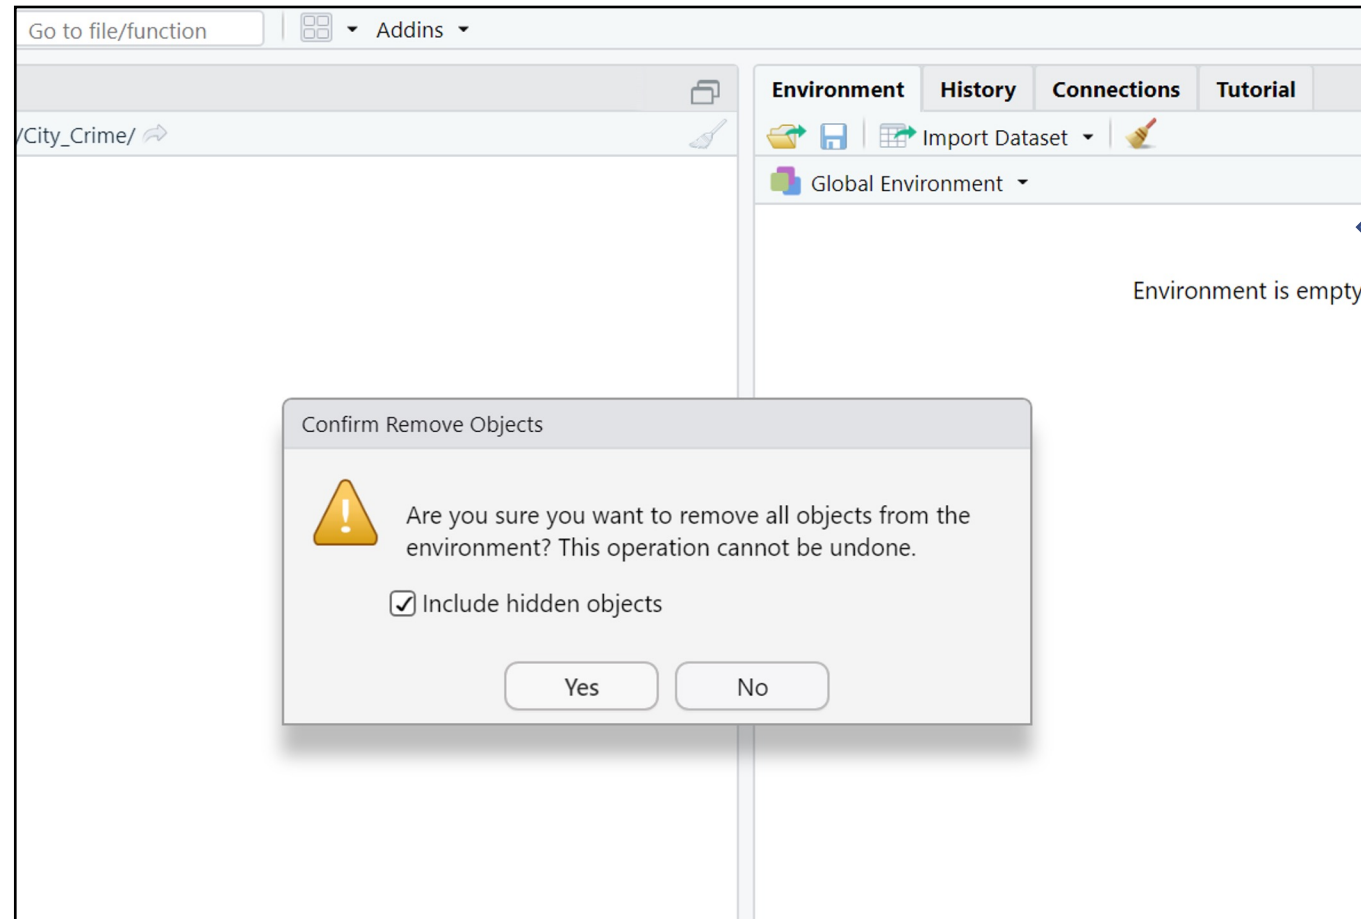 Go to file/function
Addins
Environment History Connections Tutorial
/City_Crime/
Import Dataset
Global Environment
Environment is empty
Confirm Remove Objects
Are you sure you want to remove all objects from the
environment? This operation cannot be undone.
Include hidden objects
Yes No